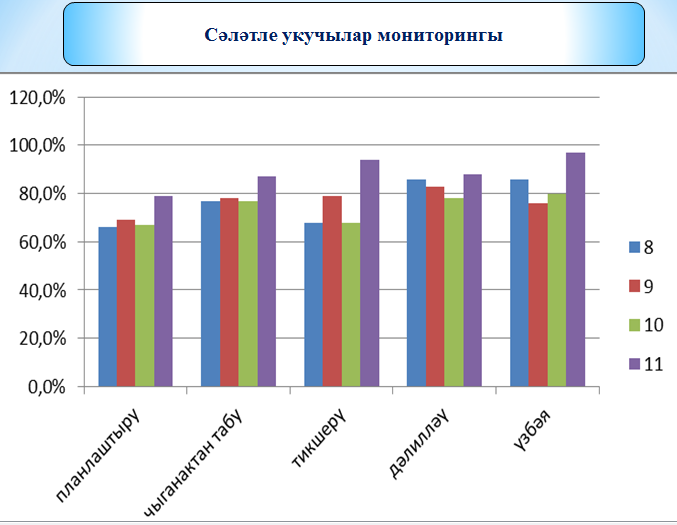 Сәләтле укучылар мониторингы
120,0%
100,0%
80,0%
60,0%
40,0%
20,0%
0,0%
планлаштыру
чыганактан табу
тикшерү
дәлилләү
үзбәя
8
9
10
11